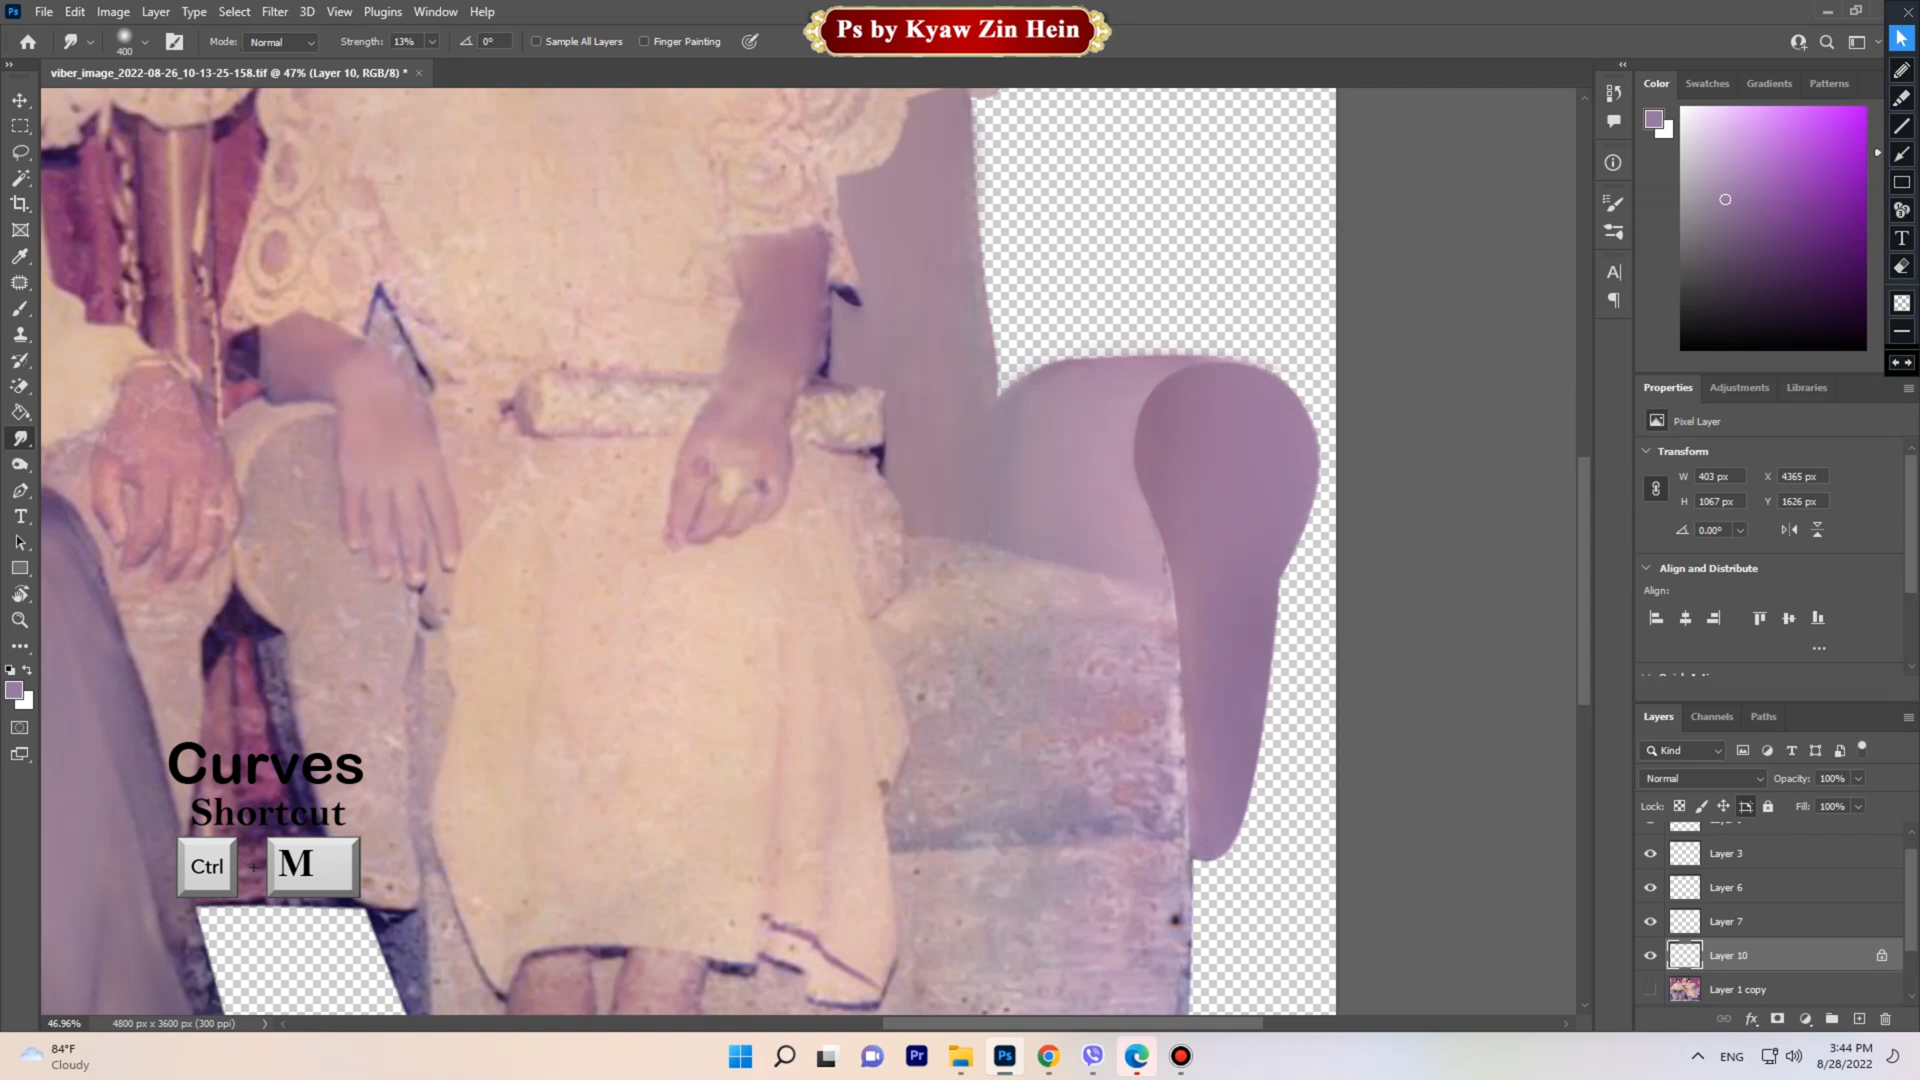 Ps File Edit Image Layer Type Select Filter 3D View Plugins Window Help
Ps by Kyaw Zin Hein
400 Mode: Normal Strength: 13% 0° Sample All Layers Finger Painting
viber_image_2022-08-26_10-13-25-158.tif @ 47% (Layer 10, RGB/8) * ×
Color Swatches Gradients Patterns
Properties Adjustments Libraries
Pixel Layer
Transform
W 403 px X 4365 px
H 1067 px Y 1626 px
0.00°
Align and Distribute
Align:
Layers Channels Paths
Kind
Normal Opacity: 100%
Lock: Fill: 100%
Layer 3
Layer 6
Layer 7
Layer 10
Layer 1 copy
Curves
Shortcut
Ctrl + M
46.96% 4800 px x 3600 px (300 ppi)
84°F
Cloudy
Pr Ps
ENG
3:44 PM
8/28/2022